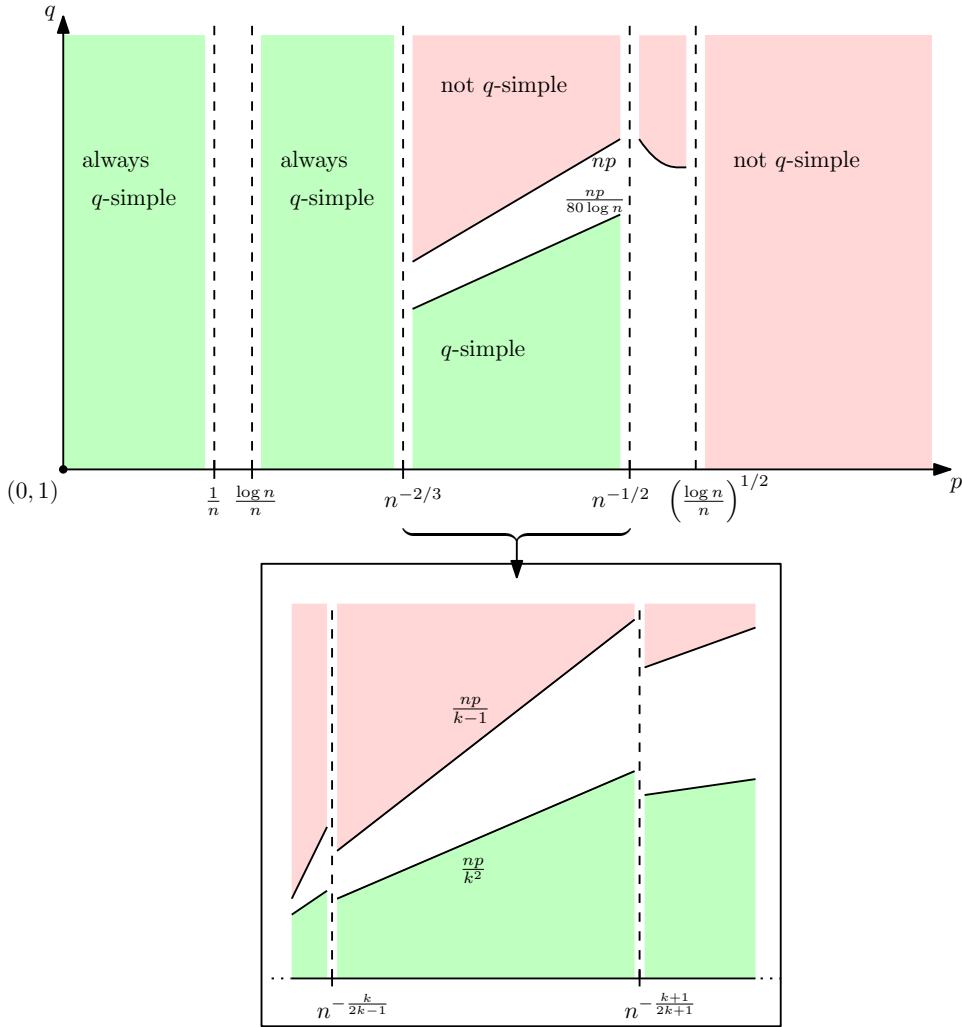 q
not q-simple
always
q-simple
always
q-simple
np
not q-simple
np/(80 log n)
q-simple
(0, 1)
1/n
log n/n
n^{-2/3}
n^{-1/2}
(log n/n)^{1/2}
p
np/(k−1)
np/k^2
n^{-k/(2k−1)}
n^{-(k+1)/(2k+1)}